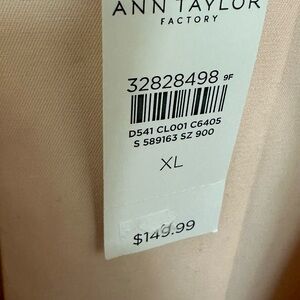 ANN TAYLOR
FACTORY
32828498 9F
D541 CL001 C6405
S 589163 SZ 900
XL
$149.99